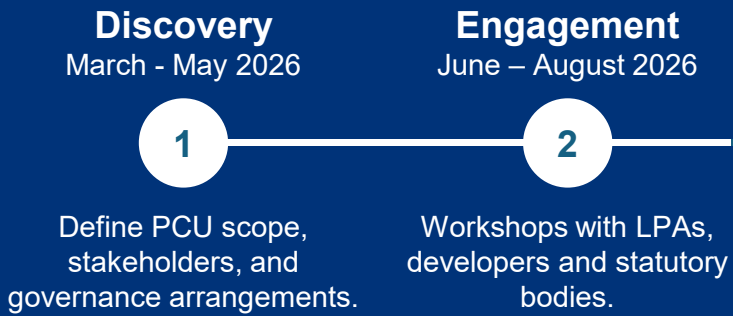 Discovery
March - May 2026
1
Define PCU scope,
stakeholders, and
governance arrangements.
Engagement
June – August 2026
2
Workshops with LPAs,
developers and statutory
bodies.